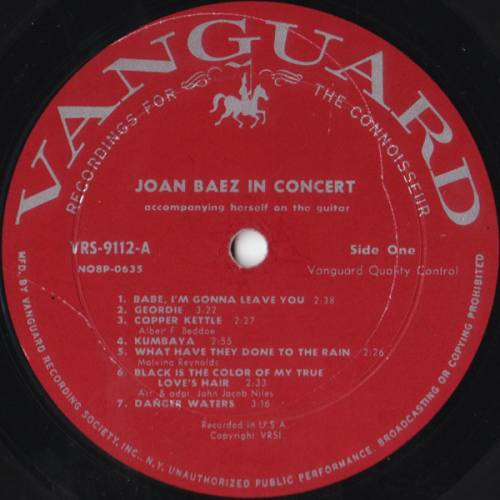 VANGUARD
RECORDINGS FOR THE CONNOISSEUR
JOAN BAEZ IN CONCERT
accompanying herself on the guitar
VRS-9112-A
Side One
NO8P-0635
Vanguard Quality Control
1. BABE, I'M GONNA LEAVE YOU 2:38
2. GEORDIE 3:22
3. COPPER KETTLE 2:27
Alber F. Beddoe
4. KUMBAYA 2:55
5. WHAT HAVE THEY DONE TO THE RAIN 2:26
Malvina Reynolds
6. BLACK IS THE COLOR OF MY TRUE
LOVE'S HAIR 2:33
Arr. & adpt. John Jacob Niles
7. DANGER WATERS 3:16
Recorded in U.S.A.
Copyright VRSI
MFD. BY VANGUARD RECORDING SOCIETY, INC., N.Y. UNAUTHORIZED PUBLIC PERFORMANCE, BROADCASTING OR COPYING PROHIBITED